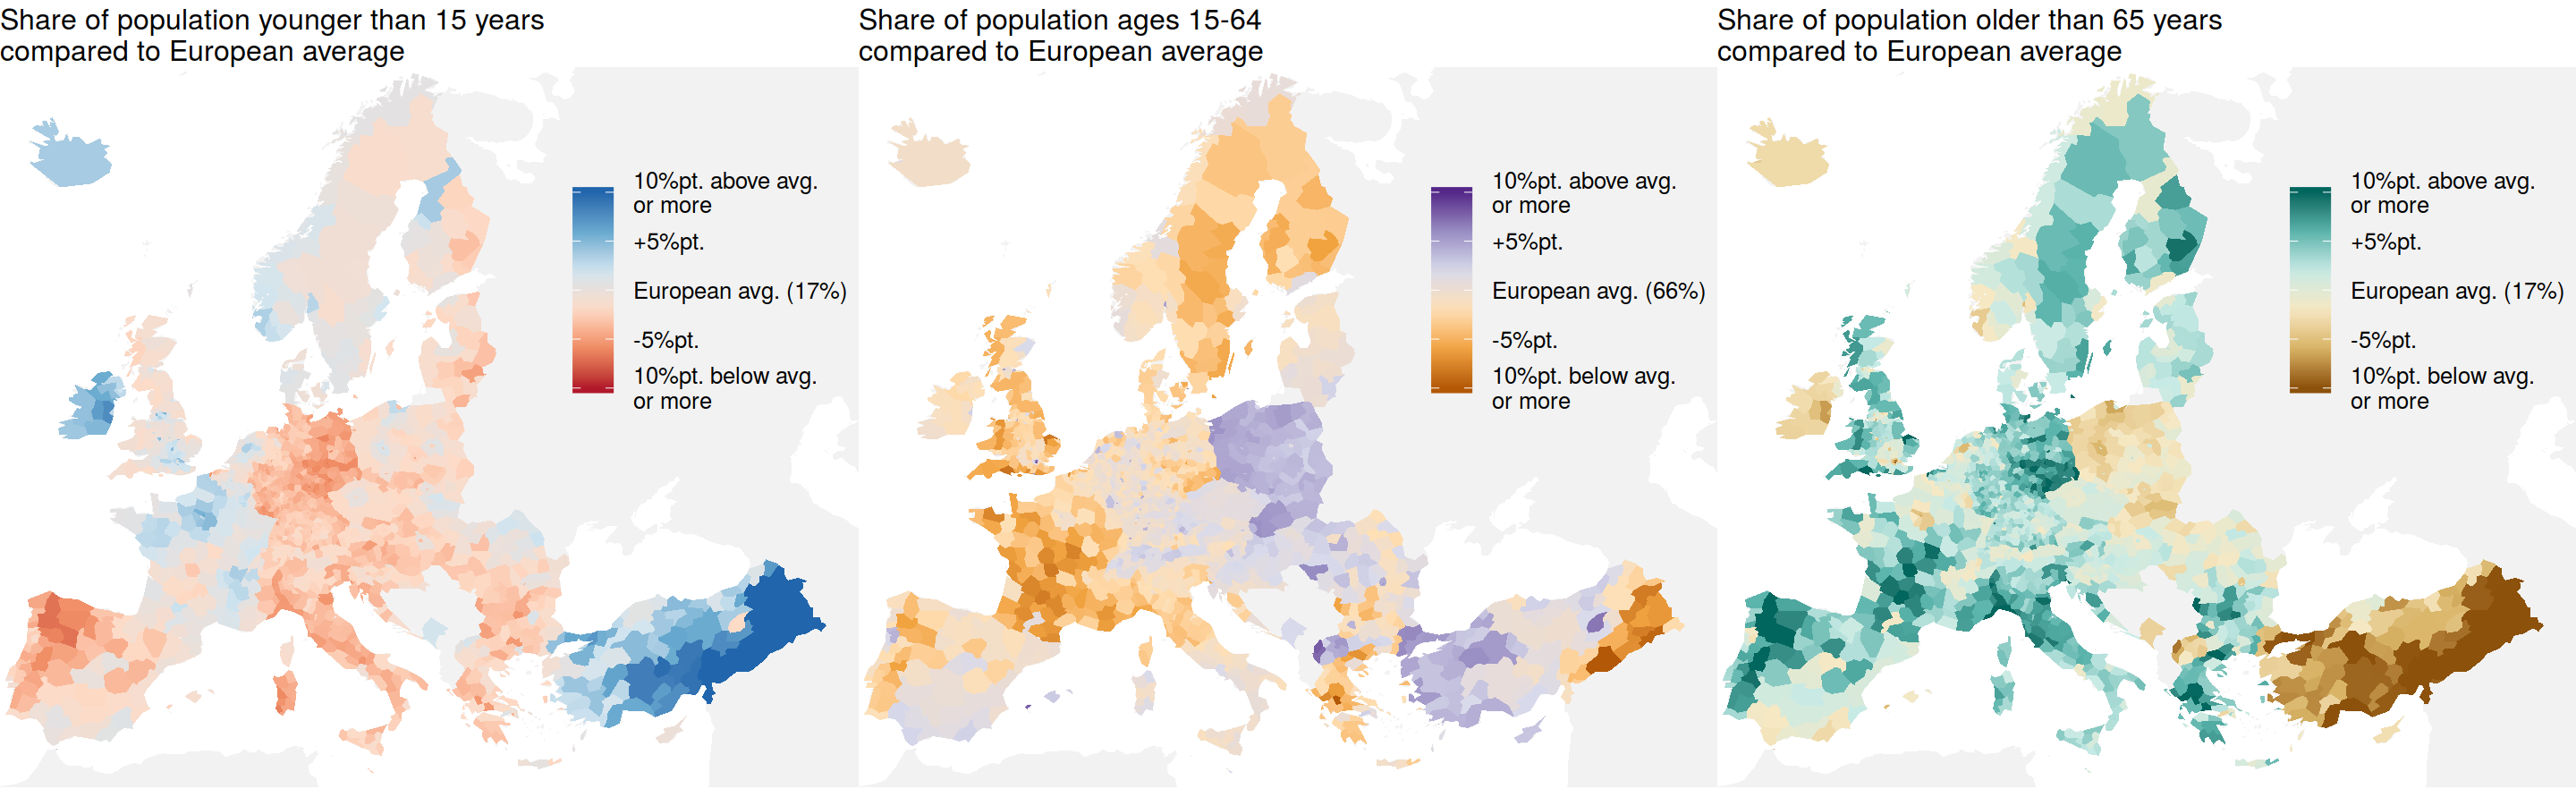 Share of population younger than 15 years
compared to European average
10%pt. above avg.
or more
+5%pt.
European avg. (17%)
-5%pt.
10%pt. below avg.
or more
Share of population ages 15-64
compared to European average
10%pt. above avg.
or more
+5%pt.
European avg. (66%)
-5%pt.
10%pt. below avg.
or more
Share of population older than 65 years
compared to European average
10%pt. above avg.
or more
+5%pt.
European avg. (17%)
-5%pt.
10%pt. below avg.
or more